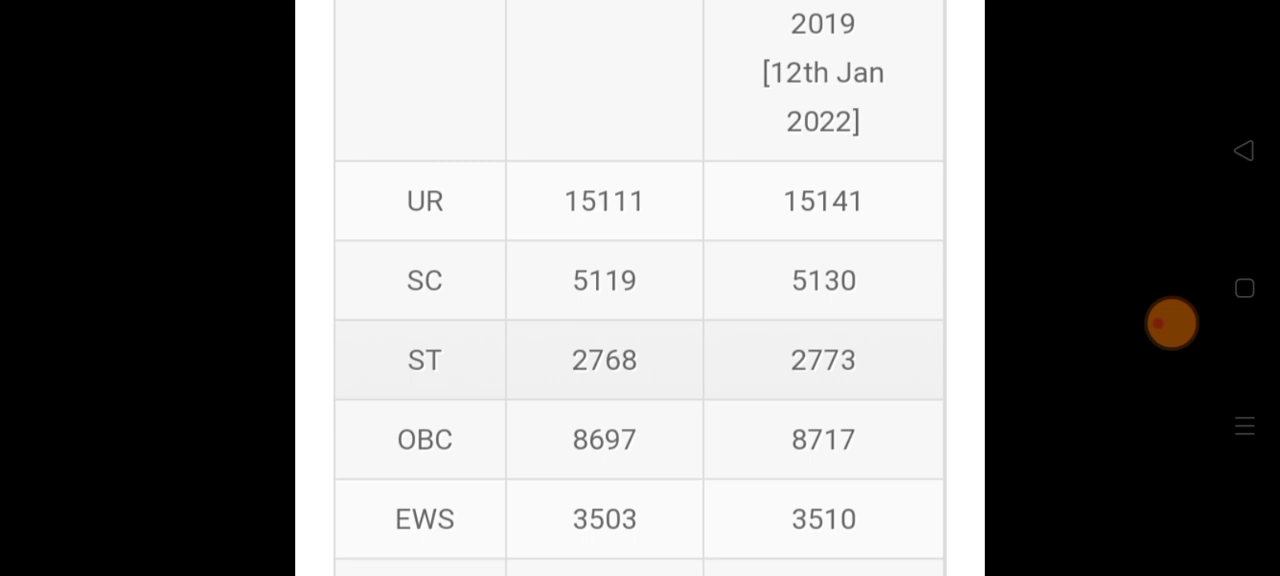 2019
[12th Jan
2022]
UR 15111 15141
SC 5119 5130
ST 2768 2773
OBC 8697 8717
EWS 3503 3510